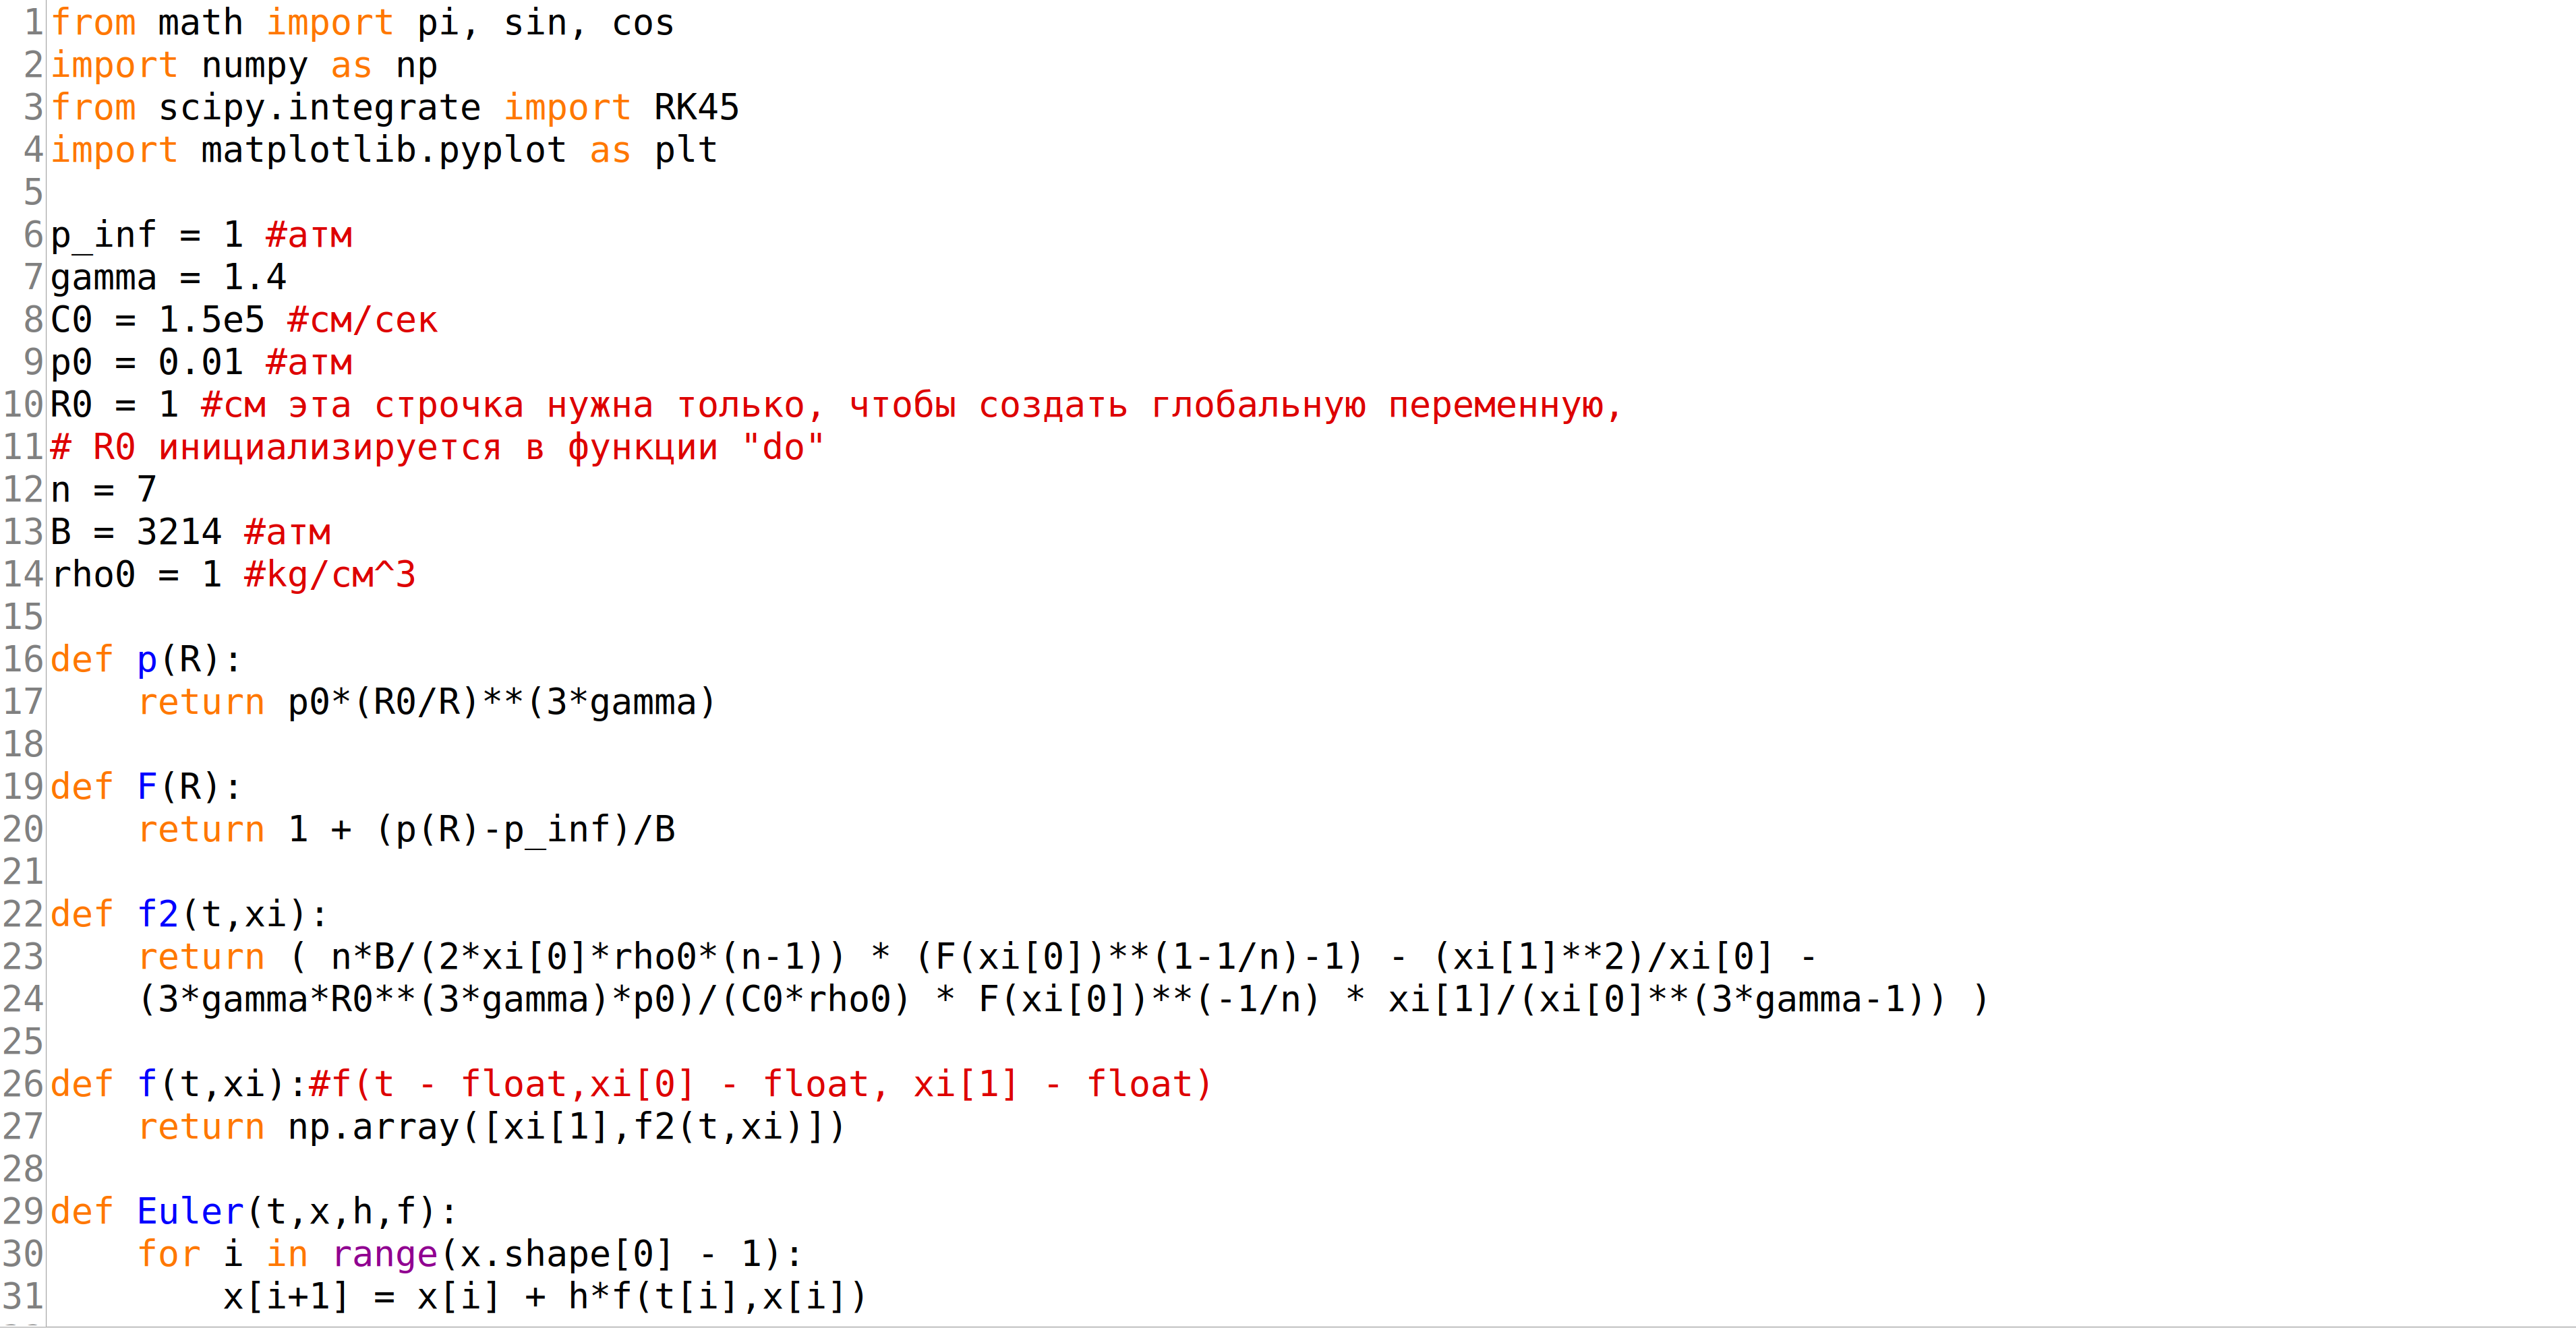 1 from math import pi, sin, cos
2 import numpy as np
3 from scipy.integrate import RK45
4 import matplotlib.pyplot as plt
5
6 p_inf = 1 #атм
7 gamma = 1.4
8 C0 = 1.5e5 #см/сек
9 p0 = 0.01 #атм
10 R0 = 1 #см эта строчка нужна только, чтобы создать глобальную переменную,
11 # R0 инициализируется в функции "do"
12 n = 7
13 B = 3214 #атм
14 rho0 = 1 #kg/см^3
15
16 def p(R):
17     return p0*(R0/R)**(3*gamma)
18
19 def F(R):
20     return 1 + (p(R)-p_inf)/B
21
22 def f2(t,xi):
23     return ( n*B/(2*xi[0]*rho0*(n-1)) * (F(xi[0])**(1-1/n)-1) - (xi[1]**2)/xi[0] -
24     (3*gamma*R0**(3*gamma)*p0)/(C0*rho0) * F(xi[0])**(-1/n) * xi[1]/(xi[0]**(3*gamma-1)) )
25
26 def f(t,xi):#f(t - float,xi[0] - float, xi[1] - float)
27     return np.array([xi[1],f2(t,xi)])
28
29 def Euler(t,x,h,f):
30     for i in range(x.shape[0] - 1):
31         x[i+1] = x[i] + h*f(t[i],x[i])